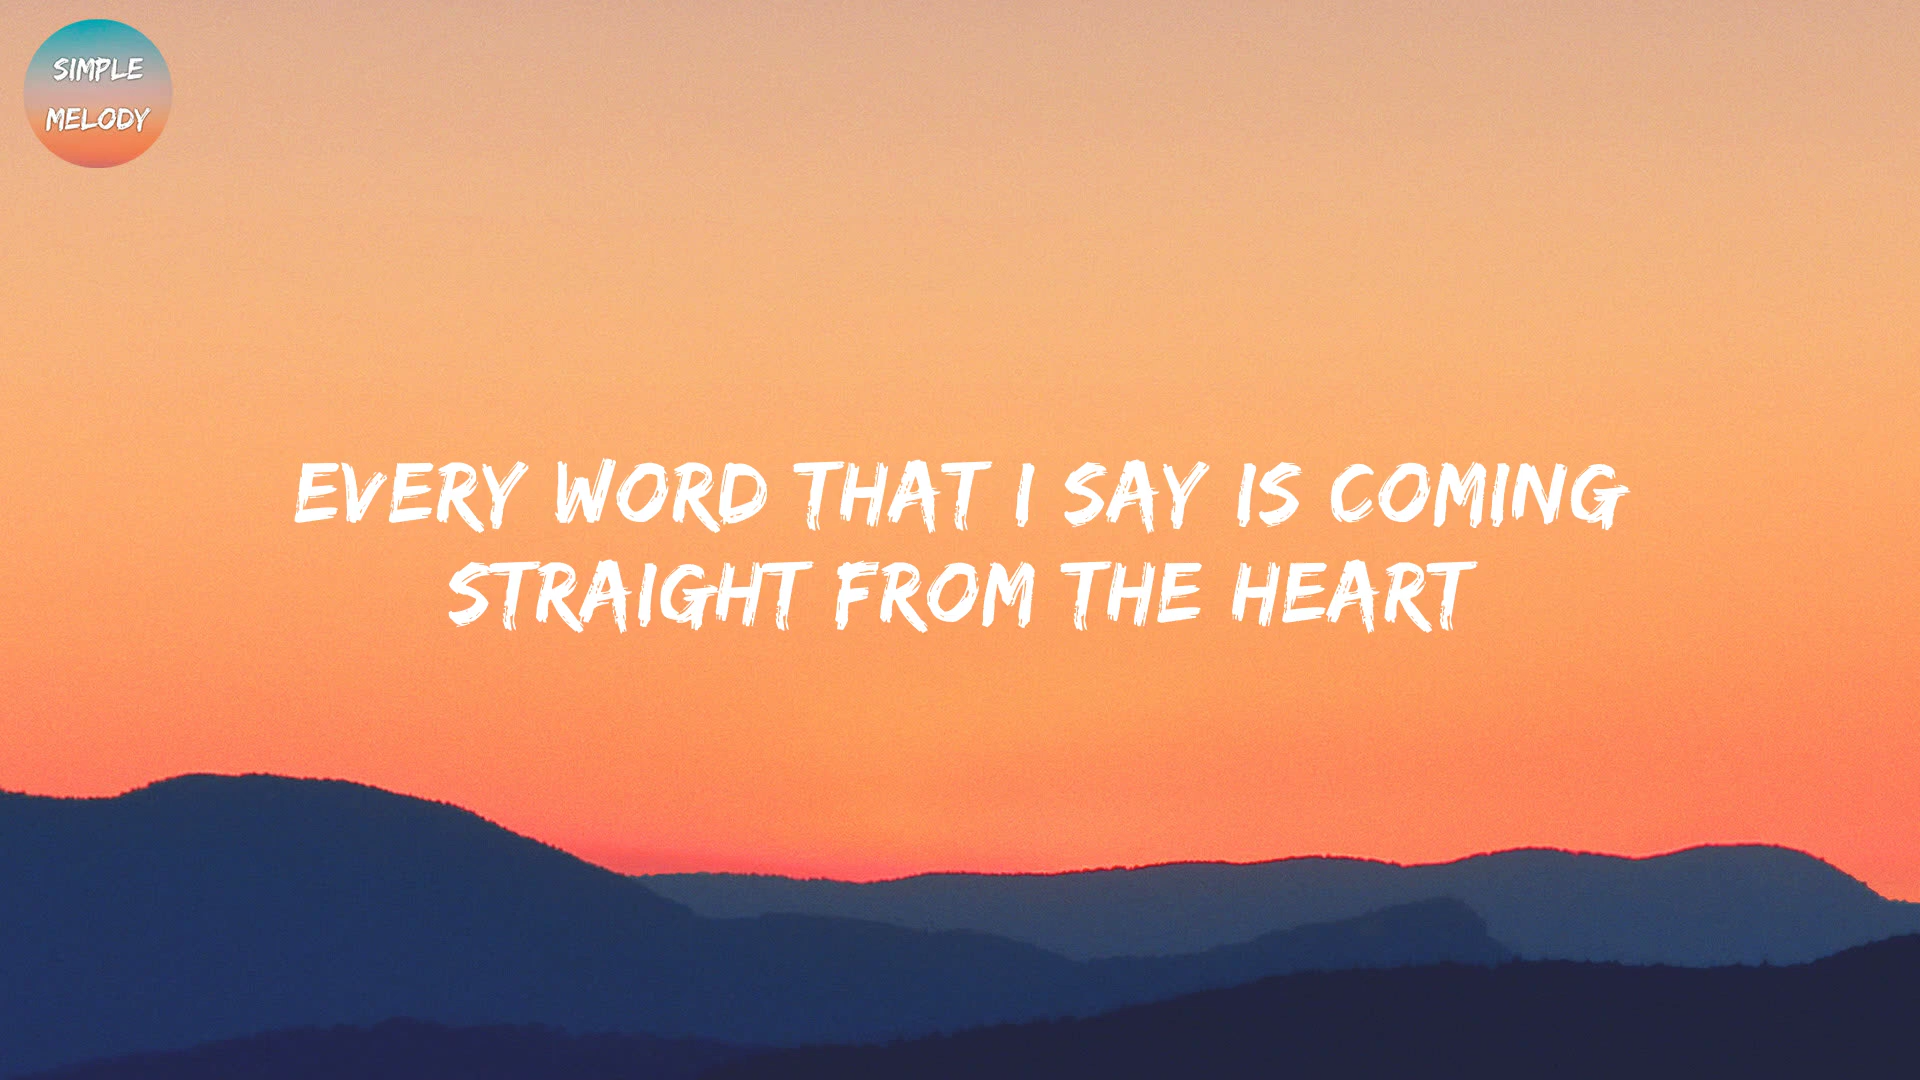 SIMPLE
MELODY
EVERY WORD THAT I SAY IS COMING
STRAIGHT FROM THE HEART